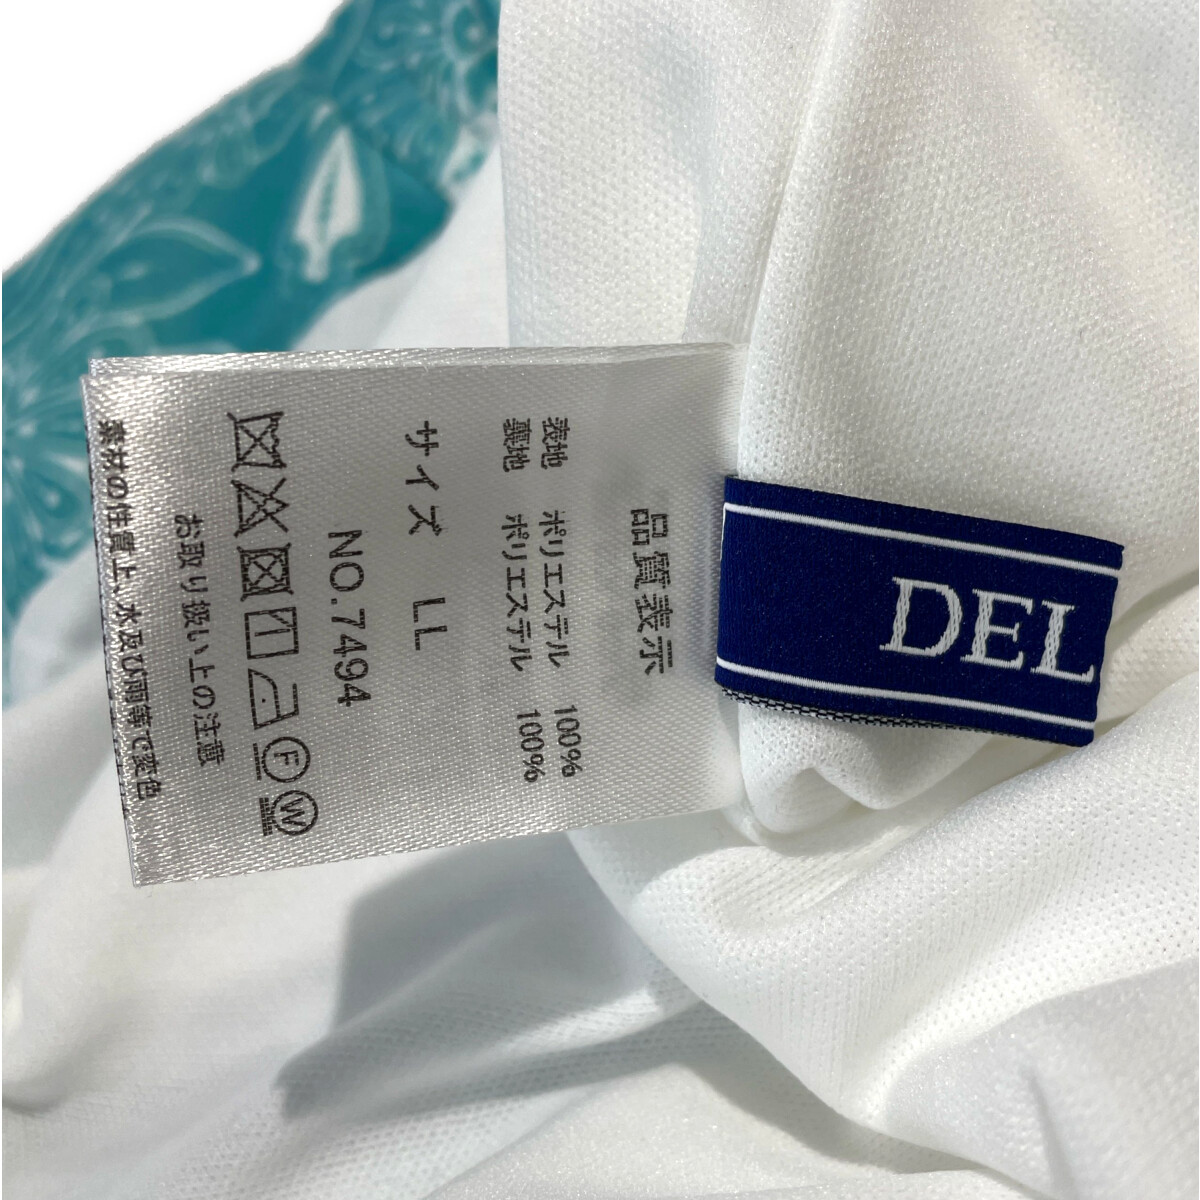 品質表示
表地 ポリエステル 100%
裏地 ポリエステル 100%
サイズ LL
NO.7494
F W
お取り扱い上の注意
素材の性質上、水及び雨等で変色
DEL